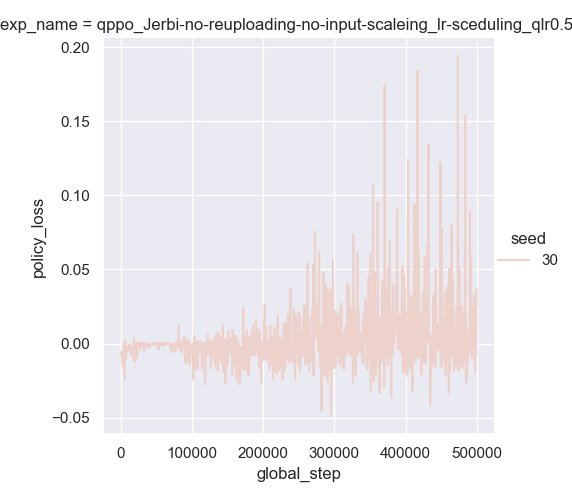 exp_name = qppo_Jerbi-no-reuploading-no-input-scaleing_lr-sceduling_qlr0.5
0.20
0.15
0.10
0.05
0.00
−0.05
policy_loss
0 100000 200000 300000 400000 500000
global_step
seed
30